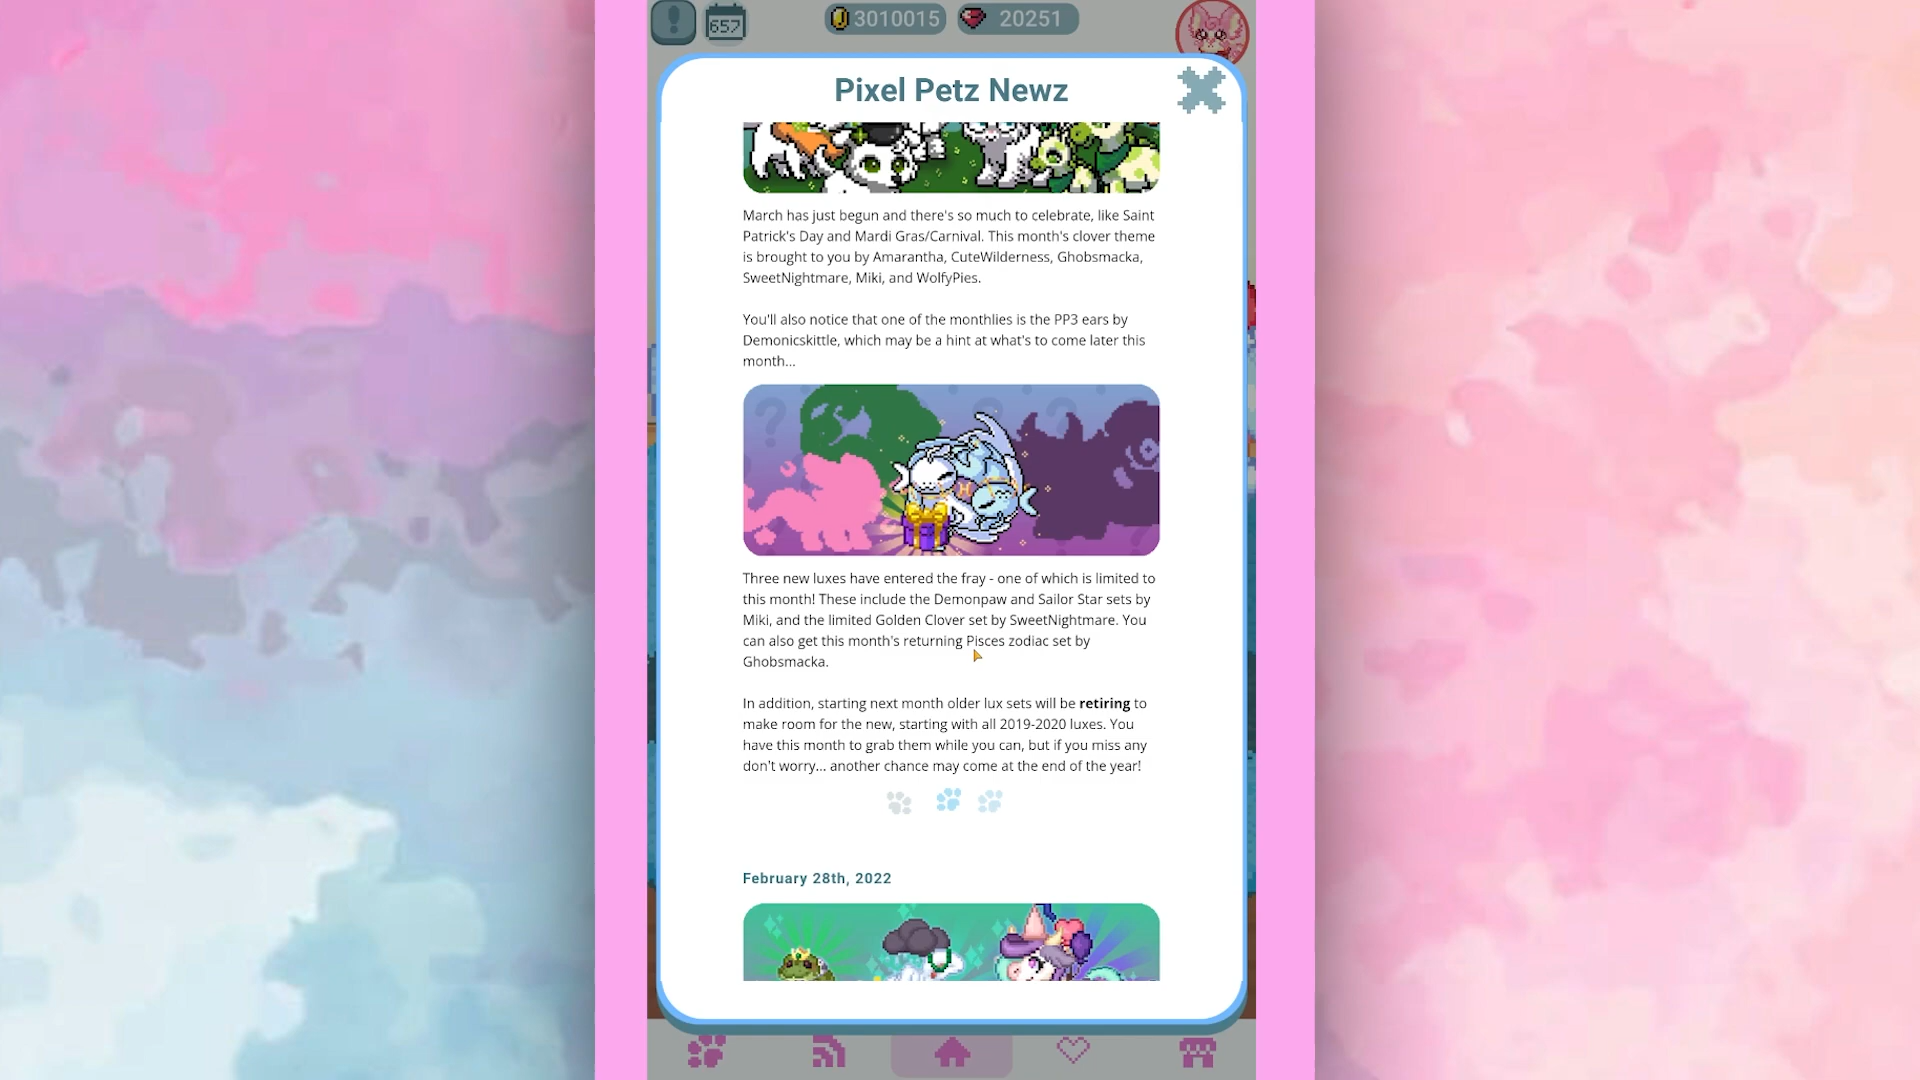 657
3010015
20251
Pixel Petz Newz
March has just begun and there's so much to celebrate, like Saint
Patrick's Day and Mardi Gras/Carnival. This month's clover theme
is brought to you by Amarantha, CuteWilderness, Ghobsmacka,
SweetNightmare, Miki, and WolfyPies.
You'll also notice that one of the monthlies is the PP3 ears by
Demonicskittle, which may be a hint at what's to come later this
month...
Three new luxes have entered the fray - one of which is limited to
this month! These include the Demonpaw and Sailor Star sets by
Miki, and the limited Golden Clover set by SweetNightmare. You
can also get this month's returning Pisces zodiac set by
Ghobsmacka.
In addition, starting next month older lux sets will be retiring to
make room for the new, starting with all 2019-2020 luxes. You
have this month to grab them while you can, but if you miss any
don't worry... another chance may come at the end of the year!
February 28th, 2022